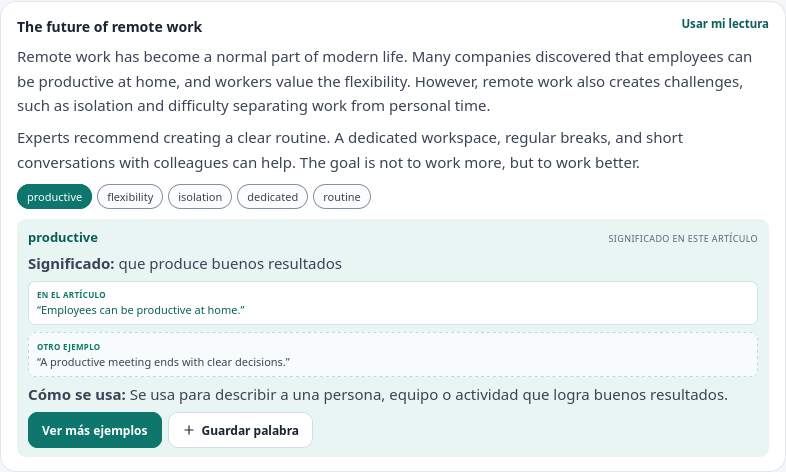 The future of remote work
Usar mi lectura
Remote work has become a normal part of modern life. Many companies discovered that employees can
be productive at home, and workers value the flexibility. However, remote work also creates challenges,
such as isolation and difficulty separating work from personal time.
Experts recommend creating a clear routine. A dedicated workspace, regular breaks, and short
conversations with colleagues can help. The goal is not to work more, but to work better.
productive flexibility isolation dedicated routine
productive
SIGNIFICADO EN ESTE ARTÍCULO
Significado: que produce buenos resultados
EN EL ARTÍCULO
“Employees can be productive at home.”
OTRO EJEMPLO
“A productive meeting ends with clear decisions.”
Cómo se usa: Se usa para describir a una persona, equipo o actividad que logra buenos resultados.
Ver más ejemplos
+ Guardar palabra